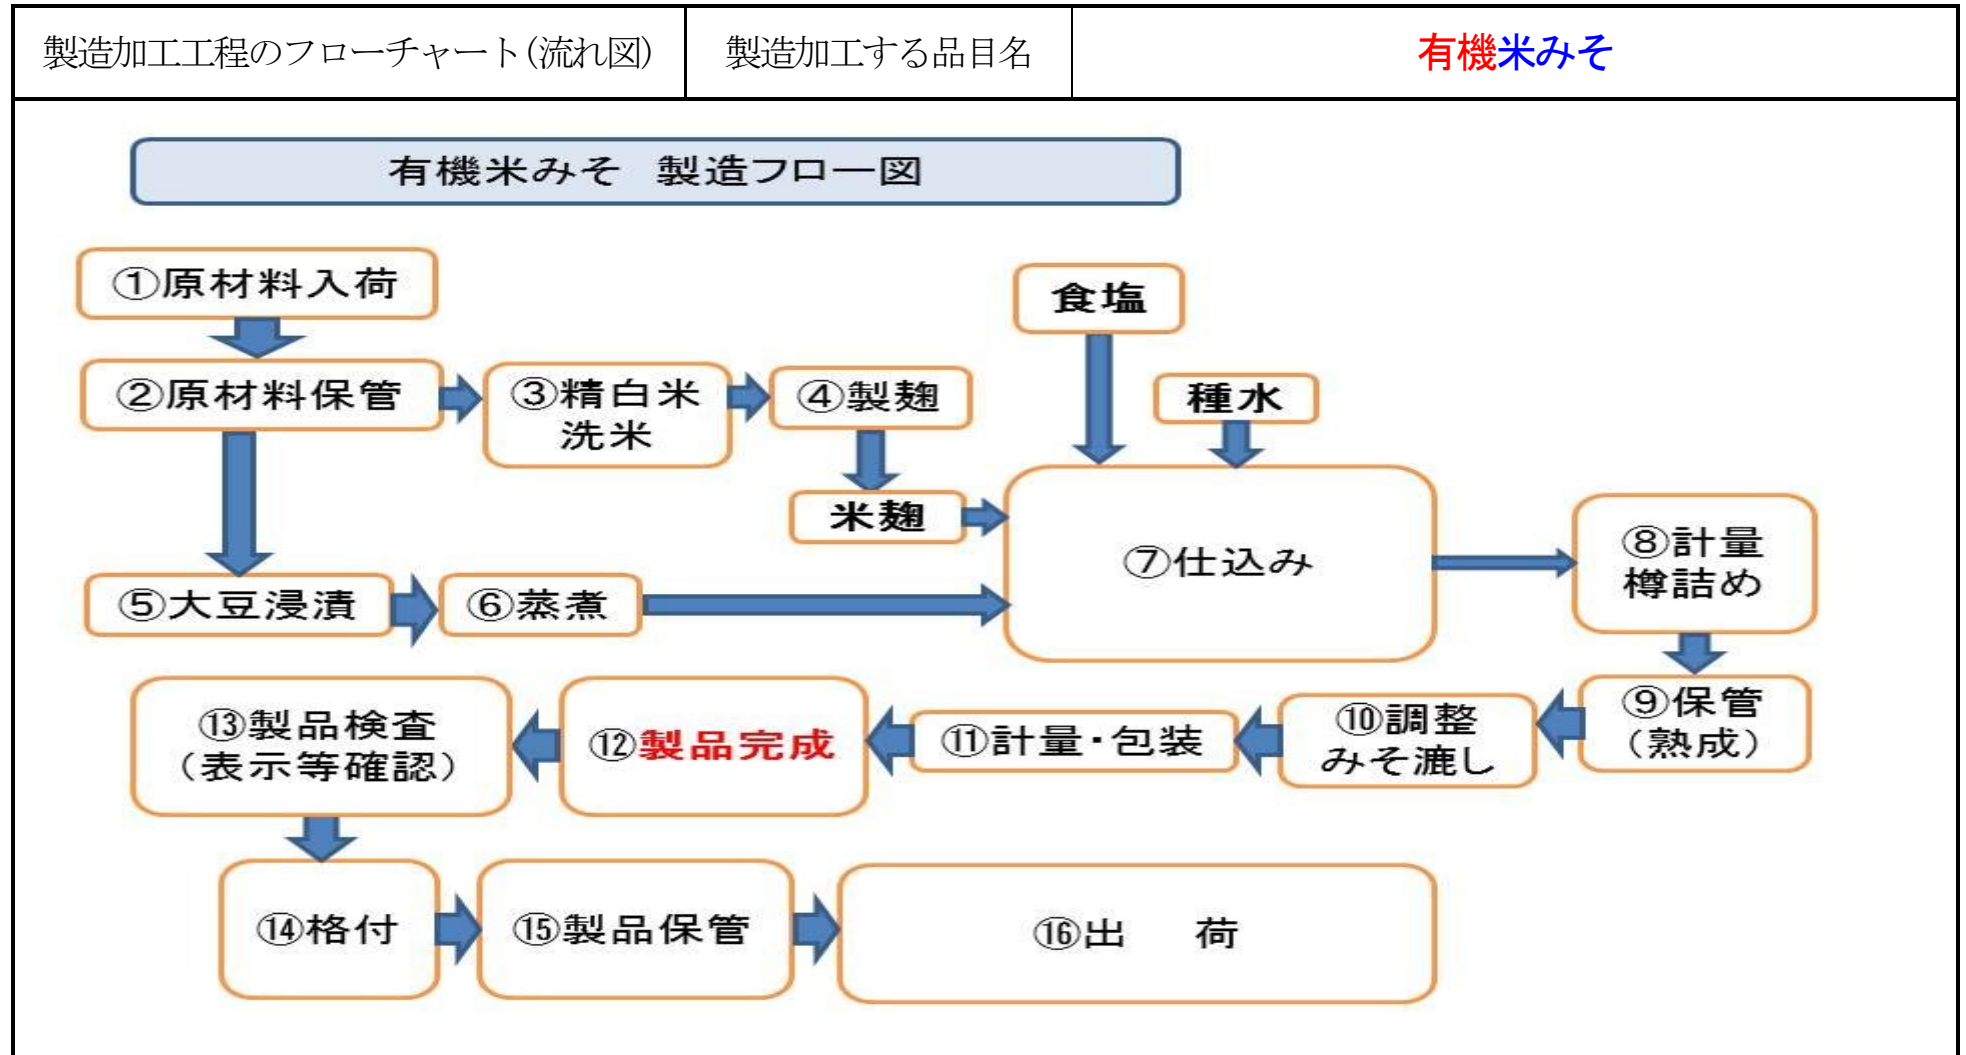 製造加工工程のフローチャート(流れ図)
製造加工する品目名
有機米みそ
有機米みそ 製造フロー図
①原材料入荷
食塩
②原材料保管
③精白米
洗米
④製麹
種水
米麹
⑤大豆浸漬
⑥蒸煮
⑦仕込み
⑧計量
樽詰め
⑨保管
(熟成)
⑩調整
みそ漉し
⑪計量・包装
⑫製品完成
⑬製品検査
(表示等確認)
⑭格付
⑮製品保管
⑯出 荷